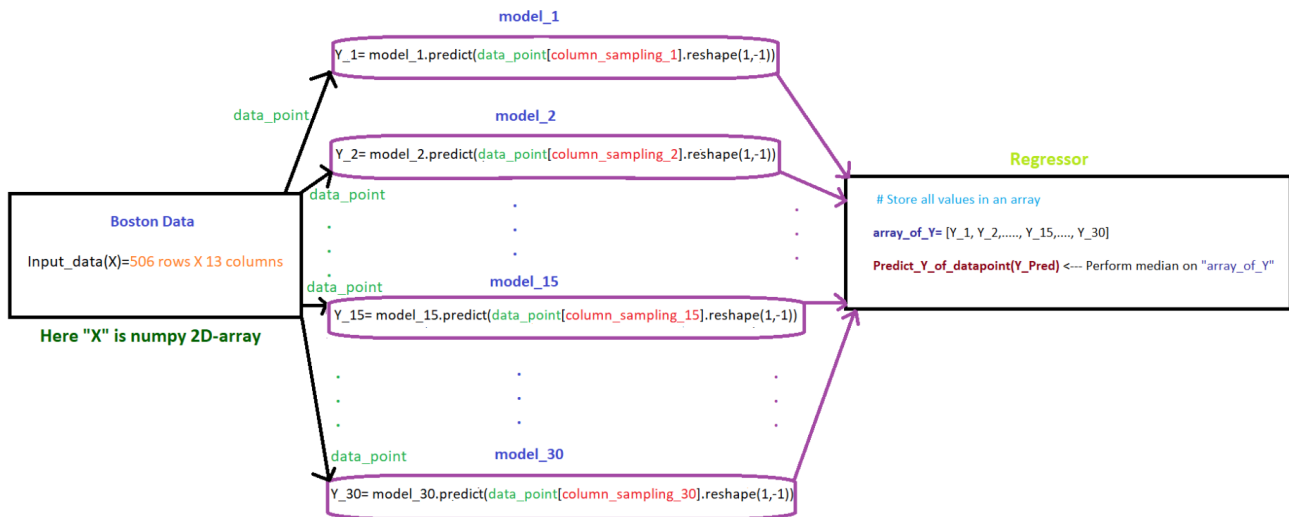 model_1
Y_1= model_1.predict(data_point[column_sampling_1].reshape(1,-1))
data_point
model_2
Y_2= model_2.predict(data_point[column_sampling_2].reshape(1,-1))
data_point
Boston Data
Input_data(X)=506 rows X 13 columns
Here "X" is numpy 2D-array
data_point
model_15
Y_15= model_15.predict(data_point[column_sampling_15].reshape(1,-1))
data_point
model_30
Y_30= model_30.predict(data_point[column_sampling_30].reshape(1,-1))
Regressor
# Store all values in an array
array_of_Y= [Y_1, Y_2,....., Y_15,...., Y_30]
Predict_Y_of_datapoint(Y_Pred) <--- Perform median on "array_of_Y"